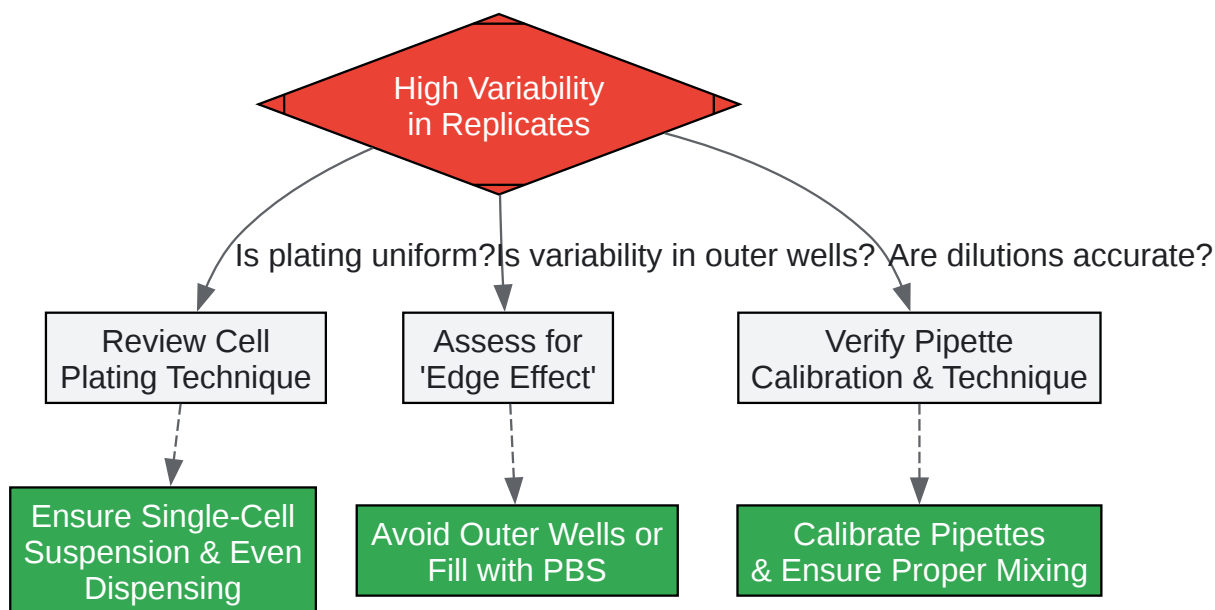 High Variability
in Replicates
Is plating uniform?
Is variability in outer wells?
Are dilutions accurate?
Review Cell
Plating Technique
Assess for
'Edge Effect'
Verify Pipette
Calibration & Technique
Ensure Single-Cell
Suspension & Even
Dispensing
Avoid Outer Wells or
Fill with PBS
Calibrate Pipettes
& Ensure Proper Mixing